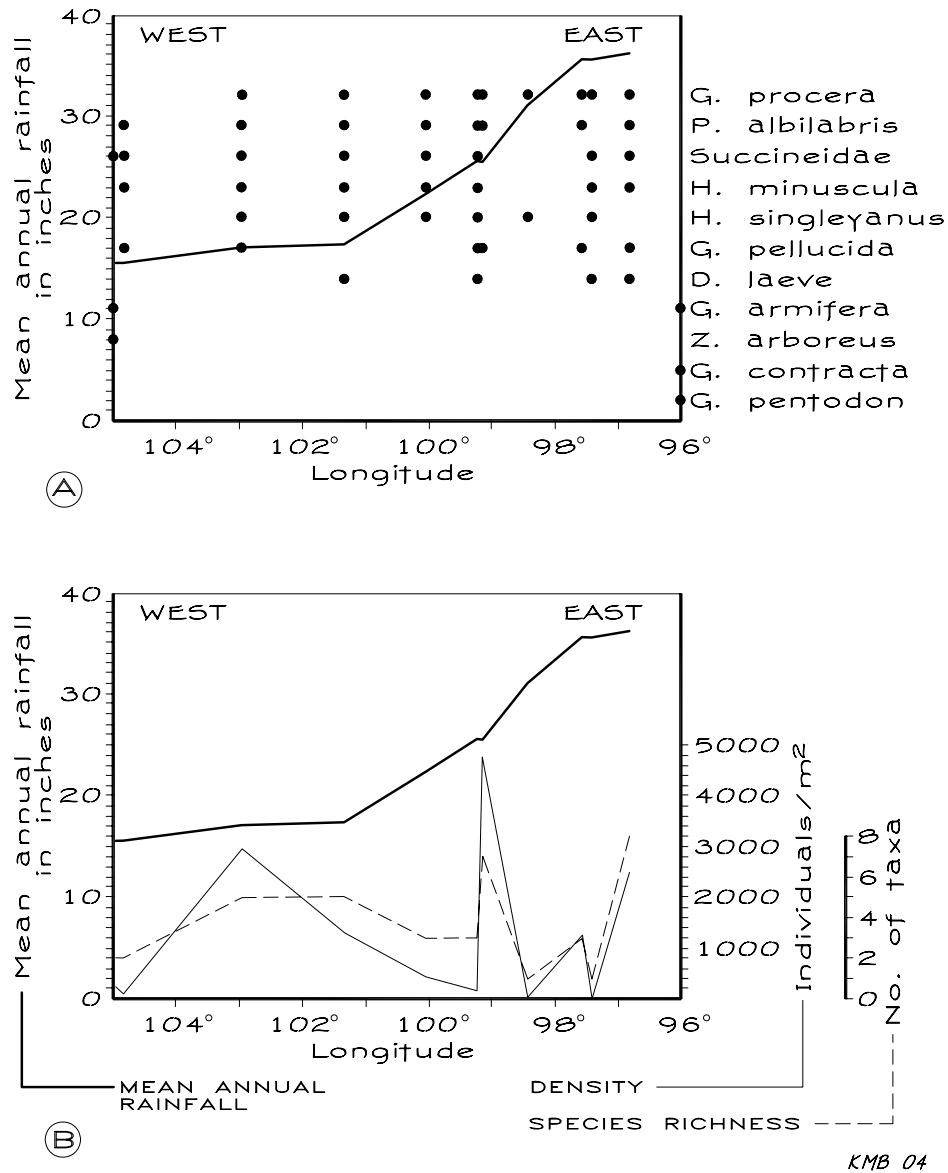 40
30
20
10
0
Mean annual rainfall
in inches
WEST
EAST
G. procera
P. albilabris
Succineidae
H. minuscula
H. singleyanus
G. pellucida
D. laeve
G. armifera
Z. arboreus
G. contracta
G. pentodon
104° 102° 100° 98° 96°
Longitude
A
40
30
20
10
0
Mean annual rainfall
in inches
WEST
EAST
5000
4000
3000
2000
1000
Individuals/m²
8
6
4
2
0
No. of taxa
104° 102° 100° 98° 96°
Longitude
MEAN ANNUAL
RAINFALL
DENSITY
SPECIES RICHNESS
B
KMB 04